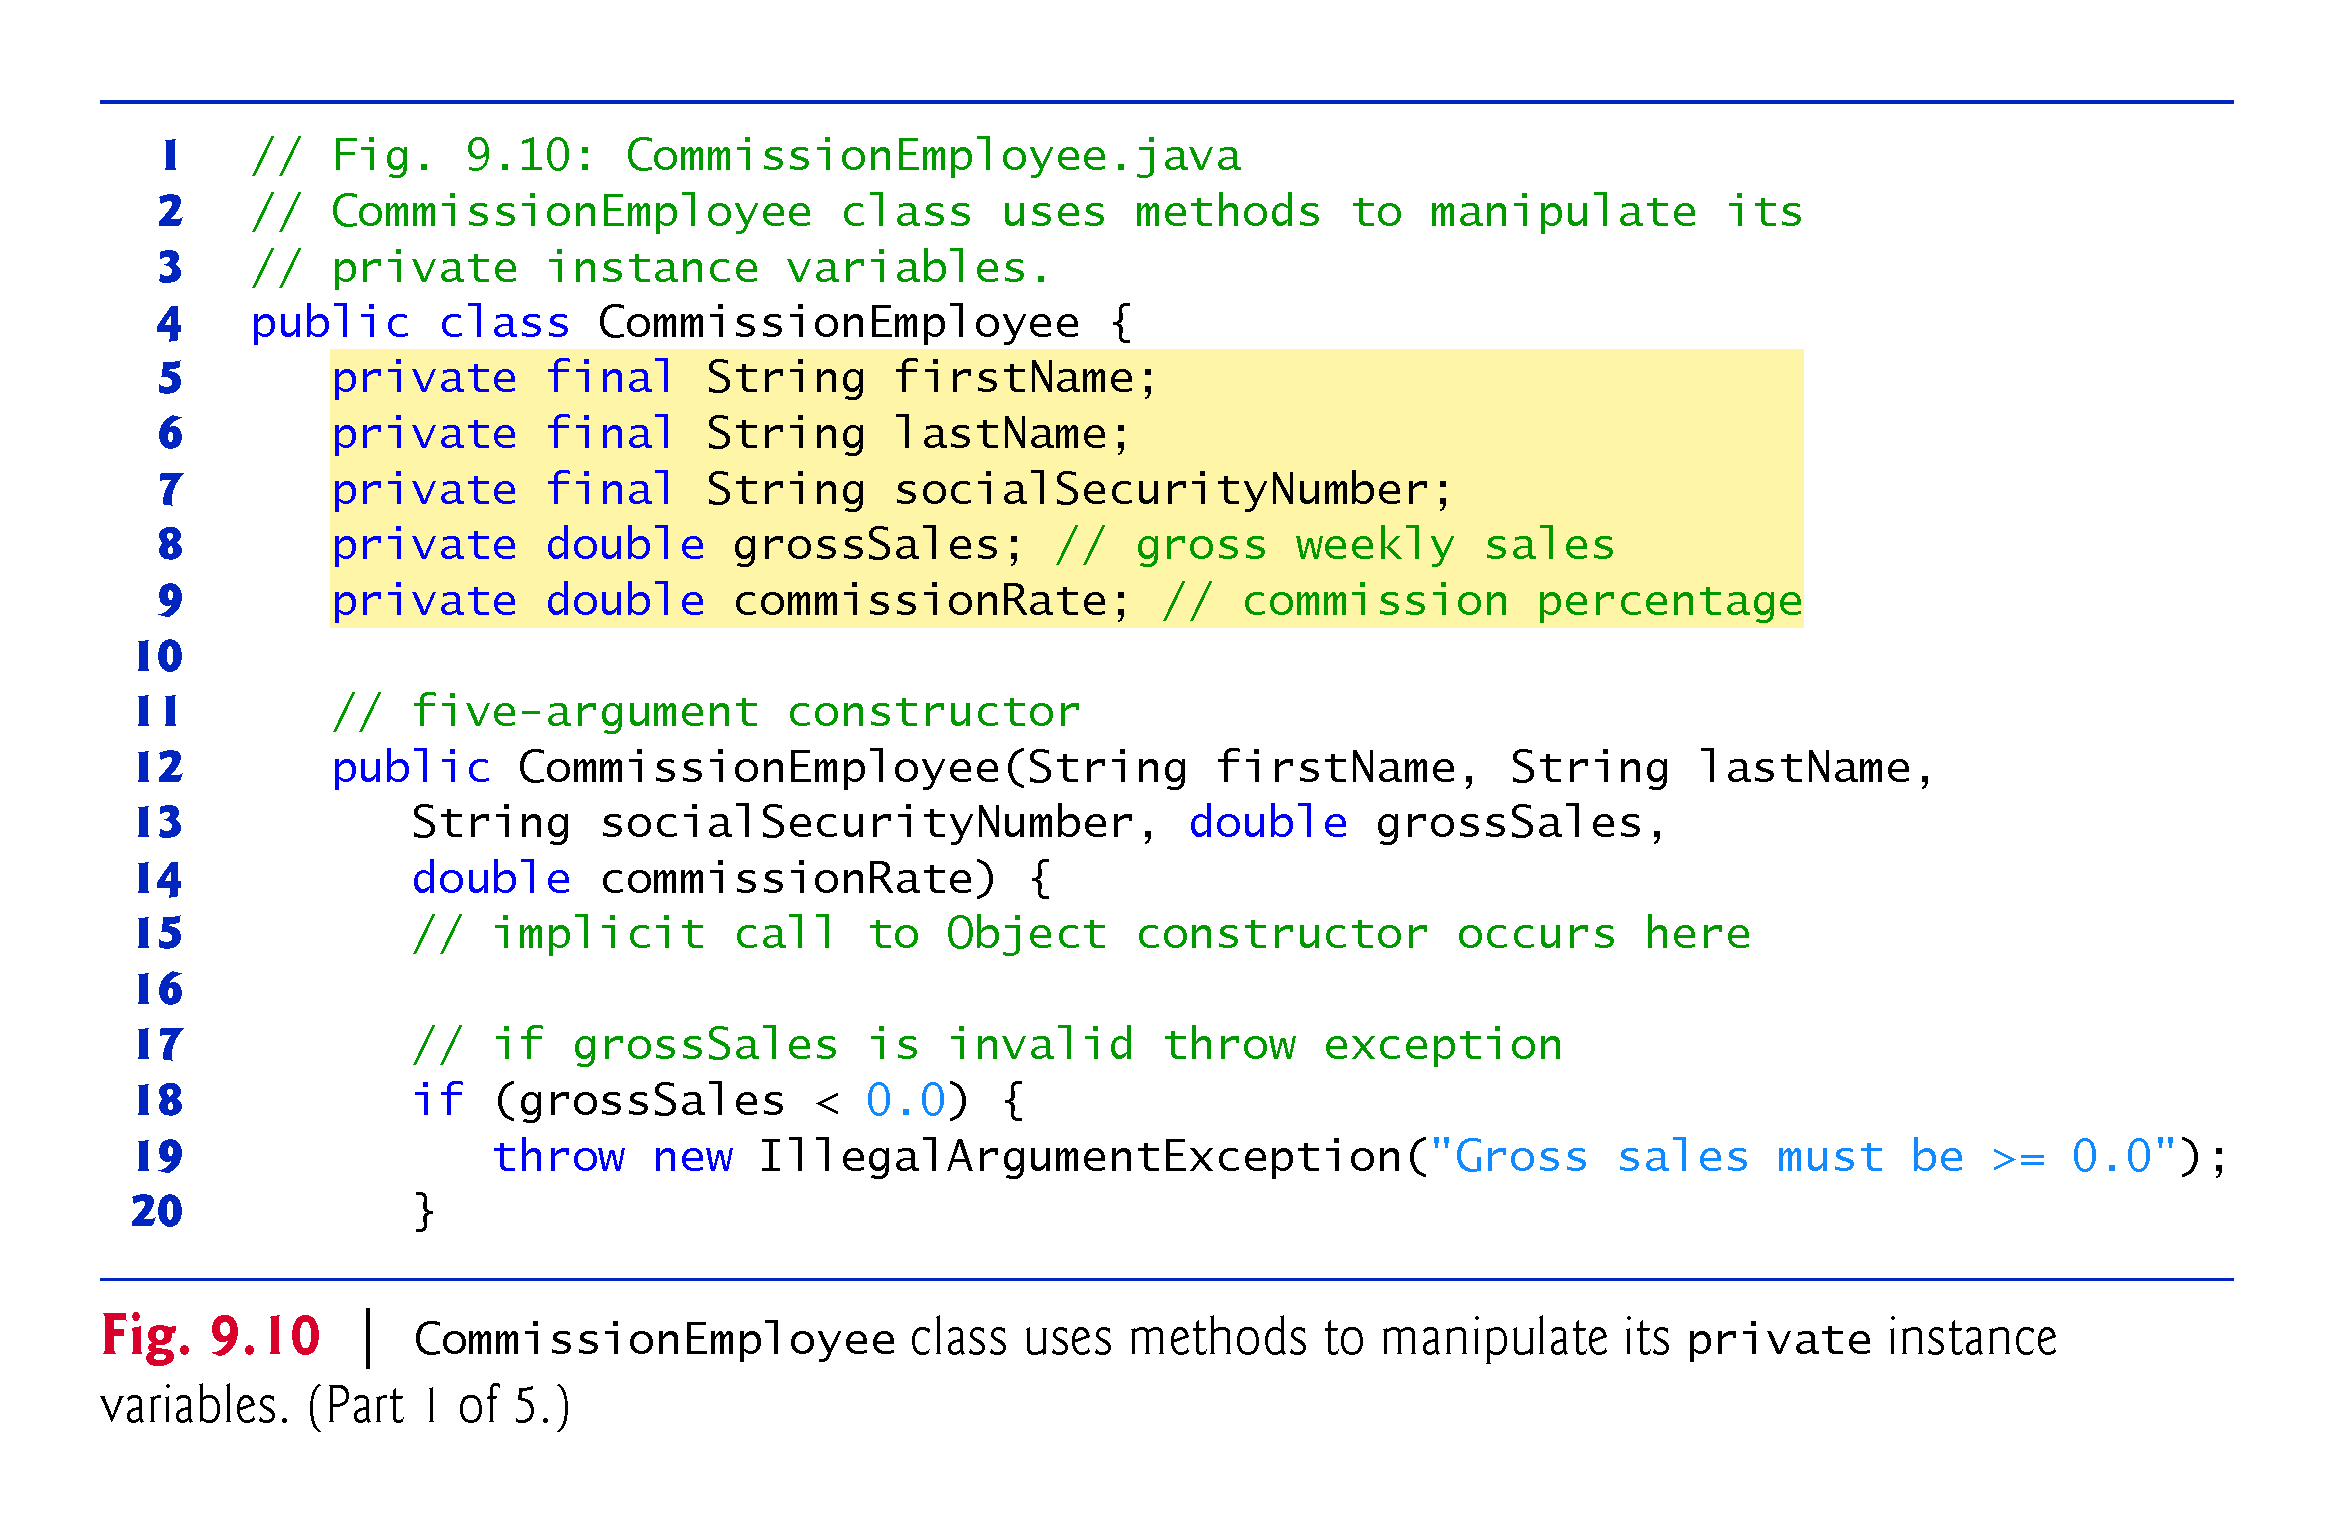 1 // Fig. 9.10: CommissionEmployee.java
2 // CommissionEmployee class uses methods to manipulate its
3 // private instance variables.
4 public class CommissionEmployee {
5 private final String firstName;
6 private final String lastName;
7 private final String socialSecurityNumber;
8 private double grossSales; // gross weekly sales
9 private double commissionRate; // commission percentage
10
11 // five-argument constructor
12 public CommissionEmployee(String firstName, String lastName,
13 String socialSecurityNumber, double grossSales,
14 double commissionRate) {
15 // implicit call to Object constructor occurs here
16
17 // if grossSales is invalid throw exception
18 if (grossSales < 0.0) {
19 throw new IllegalArgumentException("Gross sales must be >= 0.0");
20 }
Fig. 9.10 | CommissionEmployee class uses methods to manipulate its private instance
variables. (Part 1 of 5.)